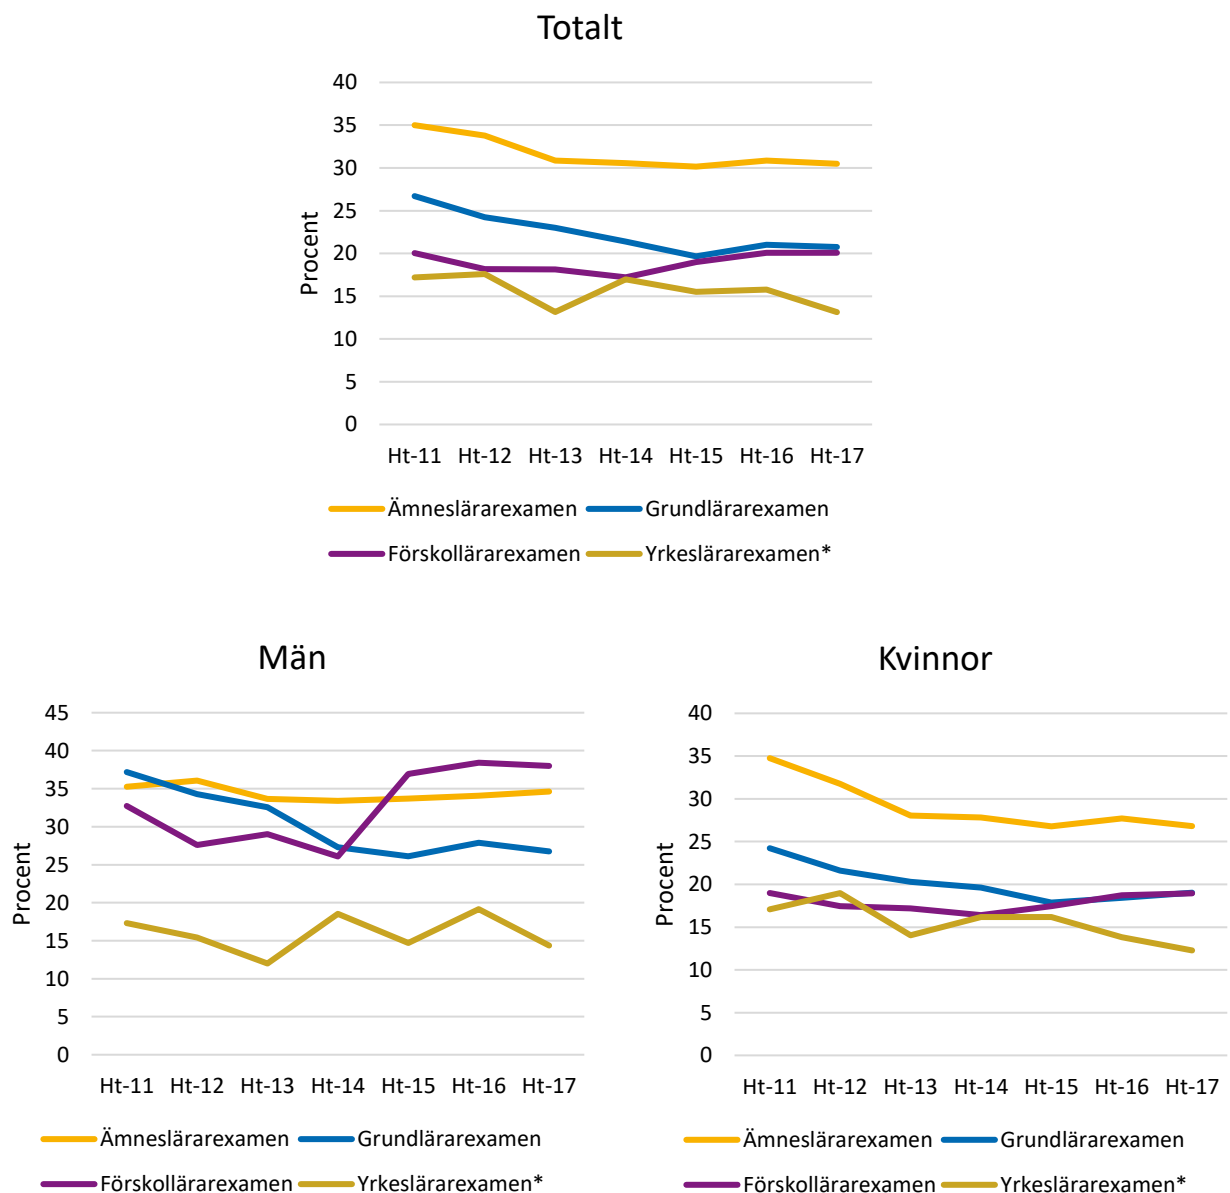 Totalt
40
35
30
25
20
15
10
5
0
Procent
Ht-11 Ht-12 Ht-13 Ht-14 Ht-15 Ht-16 Ht-17
Ämneslärarexamen Grundlärarexamen
Förskollärarexamen Yrkeslärarexamen*
Män
45
40
35
30
25
20
15
10
5
0
Procent
Ht-11 Ht-12 Ht-13 Ht-14 Ht-15 Ht-16 Ht-17
Ämneslärarexamen Grundlärarexamen
Förskollärarexamen Yrkeslärarexamen*
Kvinnor
40
35
30
25
20
15
10
5
0
Procent
Ht-11 Ht-12 Ht-13 Ht-14 Ht-15 Ht-16 Ht-17
Ämneslärarexamen Grundlärarexamen
Förskollärarexamen Yrkeslärarexamen*